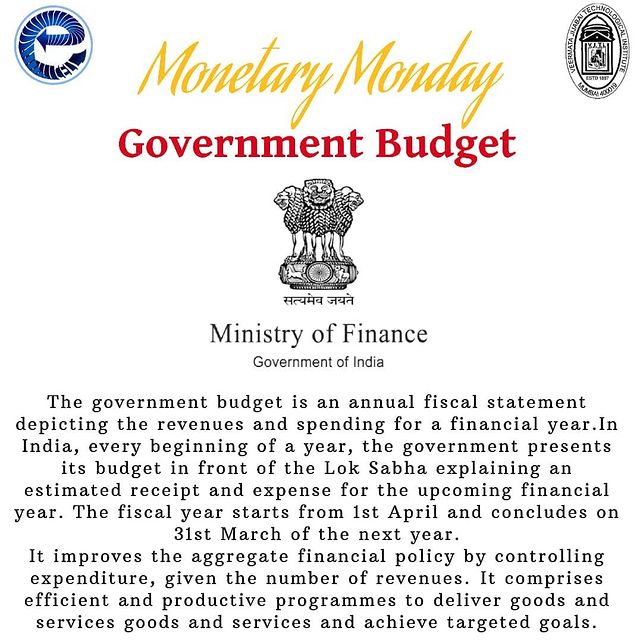 Monetary Monday
Government Budget
VEERMATA JIJABAI TECHNOLOGICAL INSTITUTE
V.J.T.I.
ESTD 1887
MUMBAI 400019
सत्यमेव जयते
Ministry of Finance
Government of India
The government budget is an annual fiscal statement
depicting the revenues and spending for a financial year.In
India, every beginning of a year, the government presents
its budget in front of the Lok Sabha explaining an
estimated receipt and expense for the upcoming financial
year. The fiscal year starts from 1st April and concludes on
31st March of the next year.
It improves the aggregate financial policy by controlling
expenditure, given the number of revenues. It comprises
efficient and productive programmes to deliver goods and
services goods and services and achieve targeted goals.